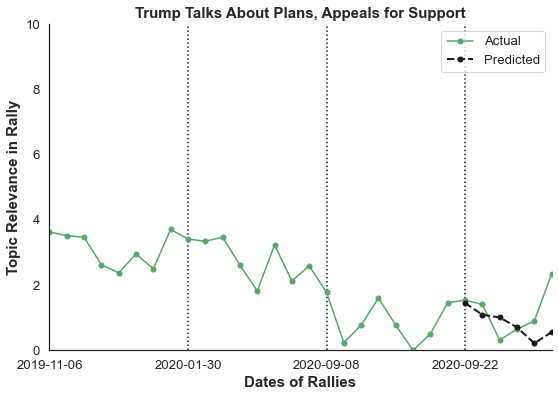 Trump Talks About Plans, Appeals for Support
10
8
6
4
2
0
Topic Relevance in Rally
Actual
Predicted
2019-11-06
2020-01-30
2020-09-08
2020-09-22
Dates of Rallies